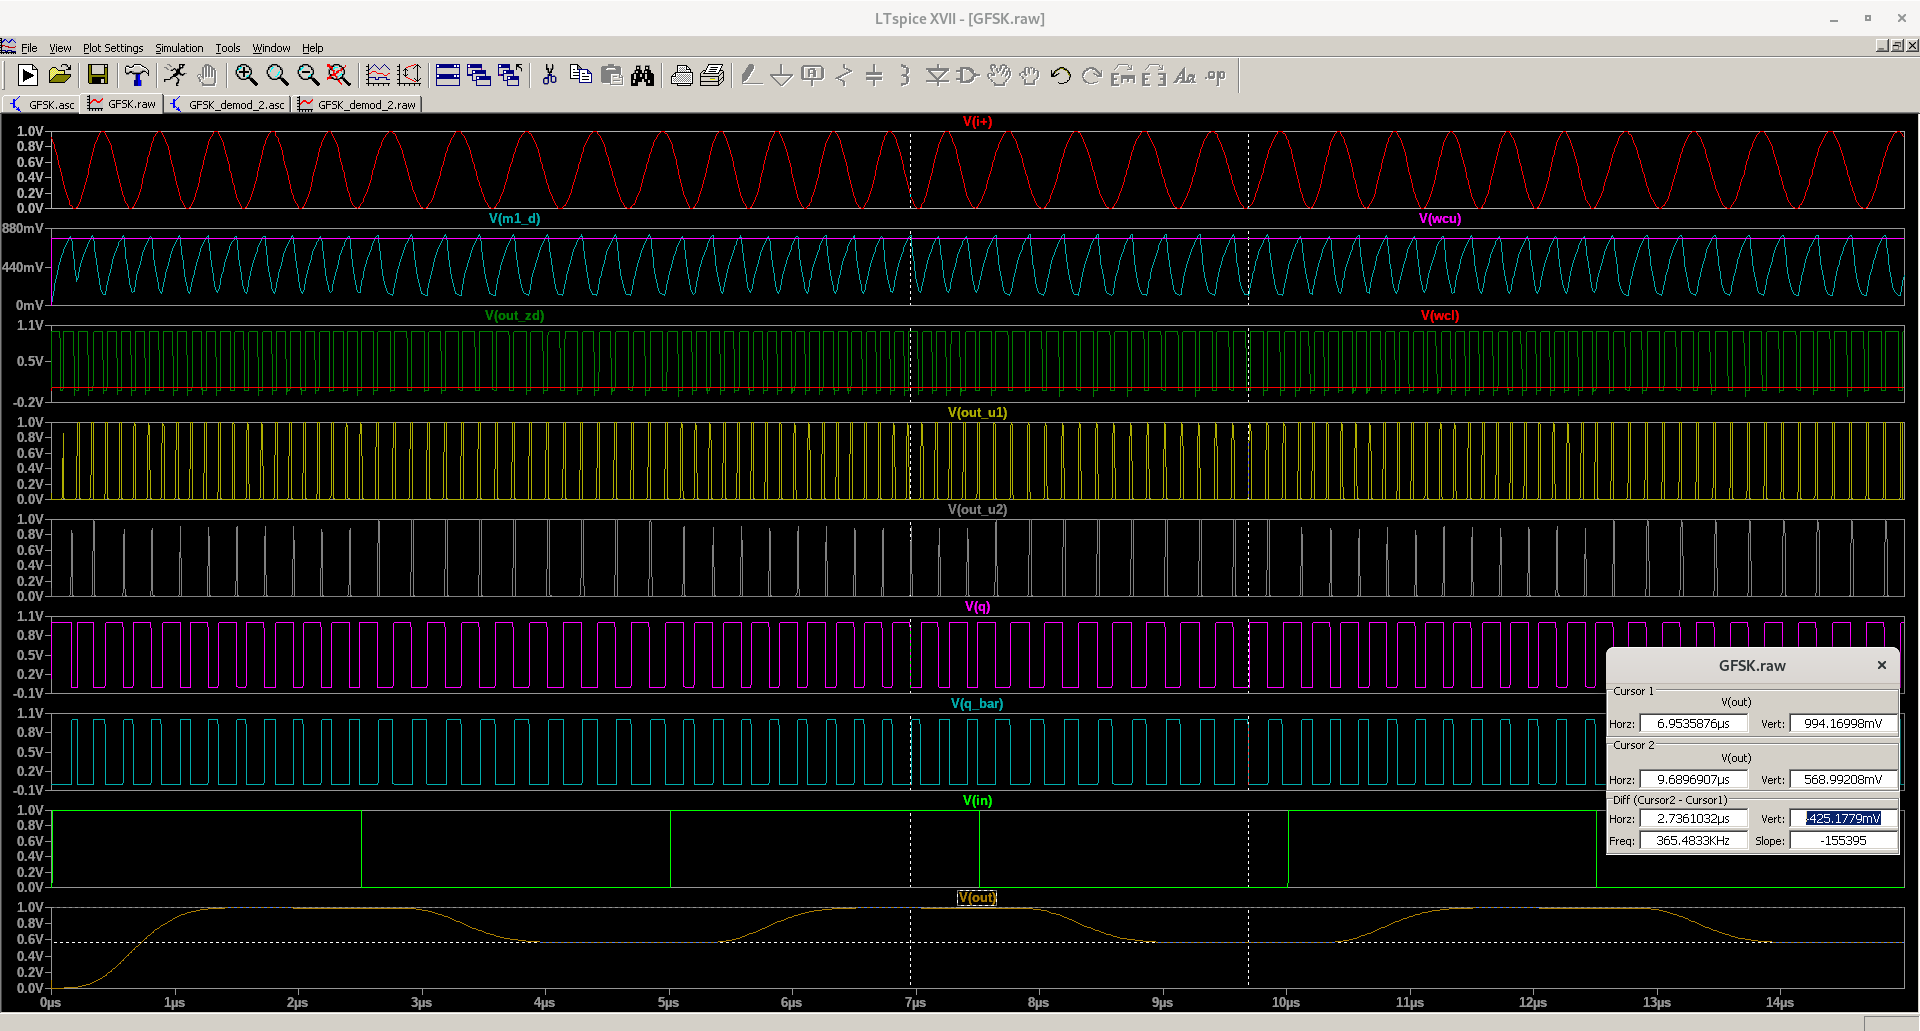 LTspice XVII - [GFSK.raw]
File View Plot Settings Simulation Tools Window Help
GFSK.asc GFSK.raw GFSK_demod_2.asc GFSK_demod_2.raw
V(i+)
1.0V
0.8V
0.6V
0.4V
0.2V
0.0V
V(m1_d) V(wcu)
880mV
440mV
0mV
V(out_zd) V(wcl)
1.1V
0.5V
-0.2V
V(out_u1)
1.0V
0.8V
0.6V
0.4V
0.2V
0.0V
V(out_u2)
1.0V
0.8V
0.6V
0.4V
0.2V
0.0V
V(q)
1.1V
0.8V
0.5V
0.2V
-0.1V
V(q_bar)
1.1V
0.8V
0.5V
0.2V
-0.1V
V(in)
1.0V
0.8V
0.6V
0.4V
0.2V
0.0V
V(out)
1.0V
0.8V
0.6V
0.4V
0.2V
0.0V
0µs 1µs 2µs 3µs 4µs 5µs 6µs 7µs 8µs 9µs 10µs 11µs 12µs 13µs 14µs
GFSK.raw
Cursor 1
V(out)
Horz: 6.9535876µs Vert: 994.16998mV
Cursor 2
V(out)
Horz: 9.6896907µs Vert: 568.99208mV
Diff (Cursor2 - Cursor1)
Horz: 2.7361032µs Vert: -425.1779mV
Freq: 365.4833KHz Slope: -155395